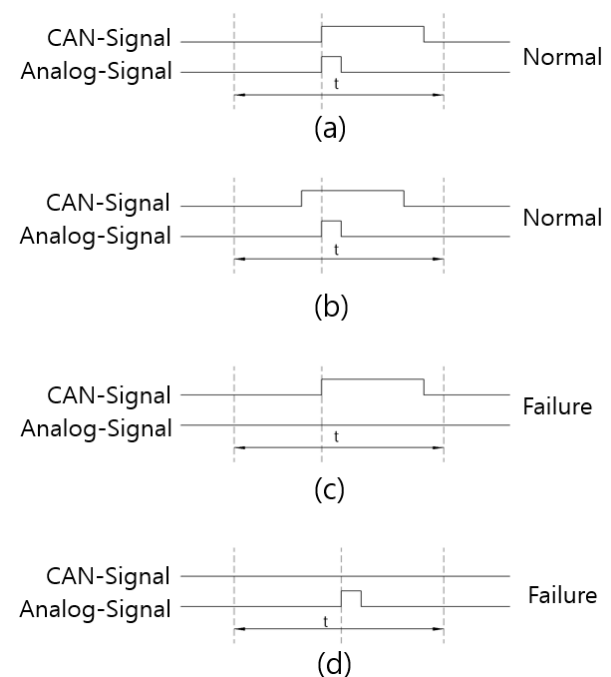 CAN-Signal
Analog-Signal
Normal
t
(a)
CAN-Signal
Analog-Signal
Normal
t
(b)
CAN-Signal
Analog-Signal
Failure
t
(c)
CAN-Signal
Analog-Signal
Failure
t
(d)